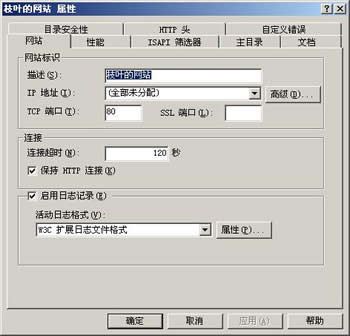 枝叶的网站 属性
目录安全性 HTTP 头 自定义错误
网站 性能 ISAPI 筛选器 主目录 文档
网站标识
描述(S): 枝叶的网站
IP 地址(I): (全部未分配) 高级(D)...
TCP 端口(T): 80 SSL 端口(L):
连接
连接超时(N): 120 秒
保持 HTTP 连接(K)
启用日志记录(E)
活动日志格式(V):
W3C 扩展日志文件格式 属性(P)...
确定 取消 应用(A) 帮助